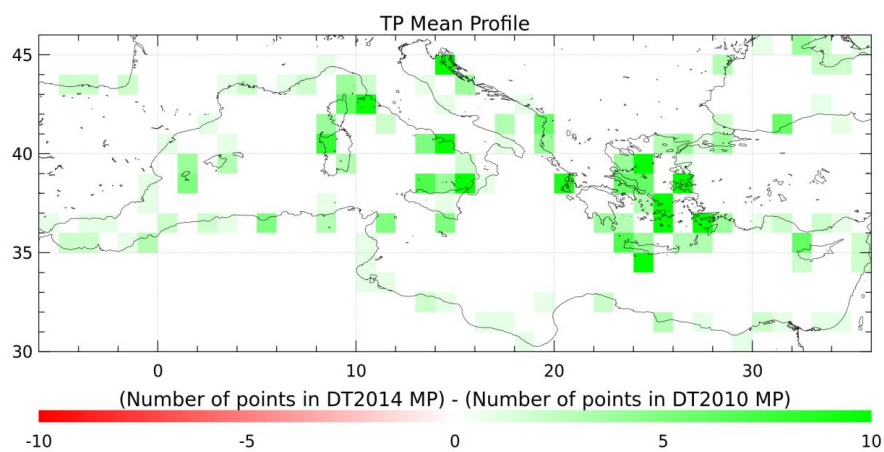 TP Mean Profile
45
40
35
30
0 10 20 30
(Number of points in DT2014 MP) - (Number of points in DT2010 MP)
-10 -5 0 5 10